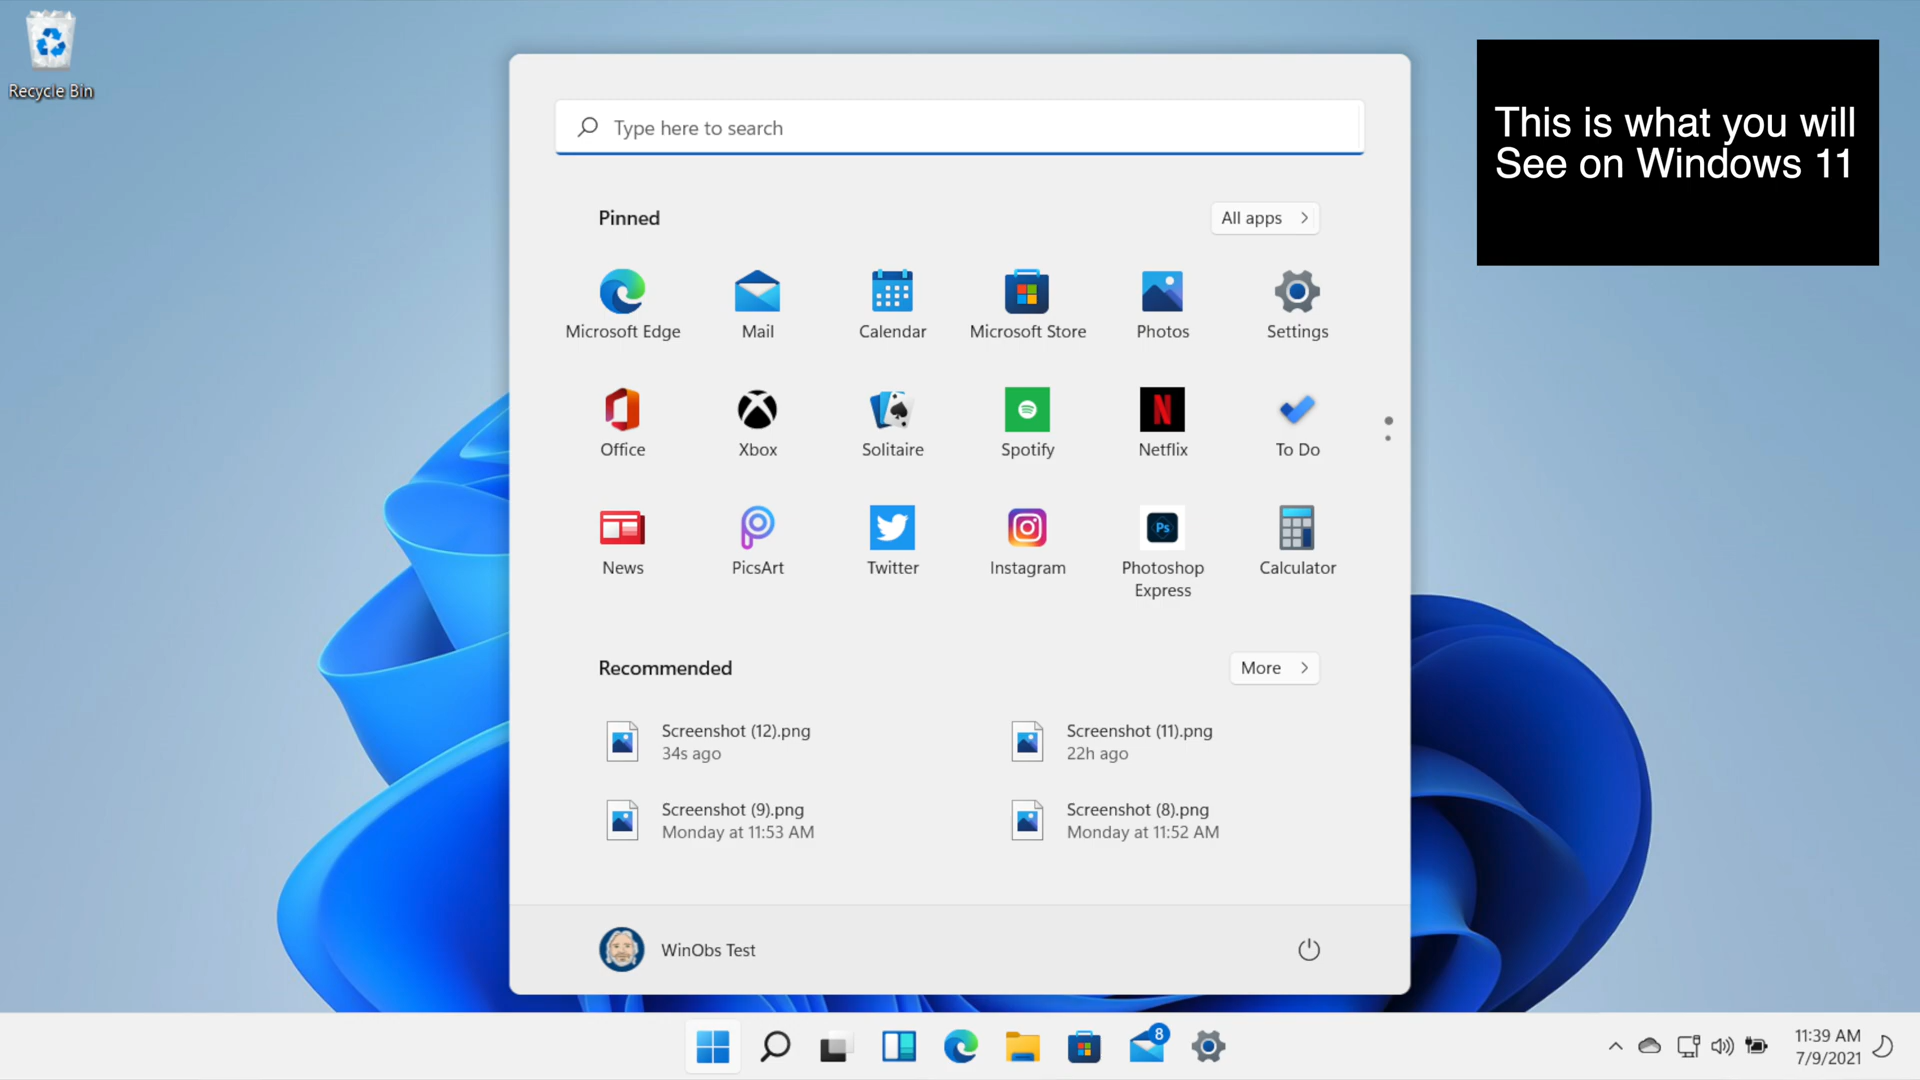 Recycle Bin
This is what you will
See on Windows 11
Type here to search
Pinned
All apps
Microsoft Edge
Mail
Calendar
Microsoft Store
Photos
Settings
Office
Xbox
Solitaire
Spotify
Netflix
To Do
News
PicsArt
Twitter
Instagram
Photoshop
Express
Calculator
Recommended
More
Screenshot (12).png
34s ago
Screenshot (11).png
22h ago
Screenshot (9).png
Monday at 11:53 AM
Screenshot (8).png
Monday at 11:52 AM
WinObs Test
8
11:39 AM
7/9/2021